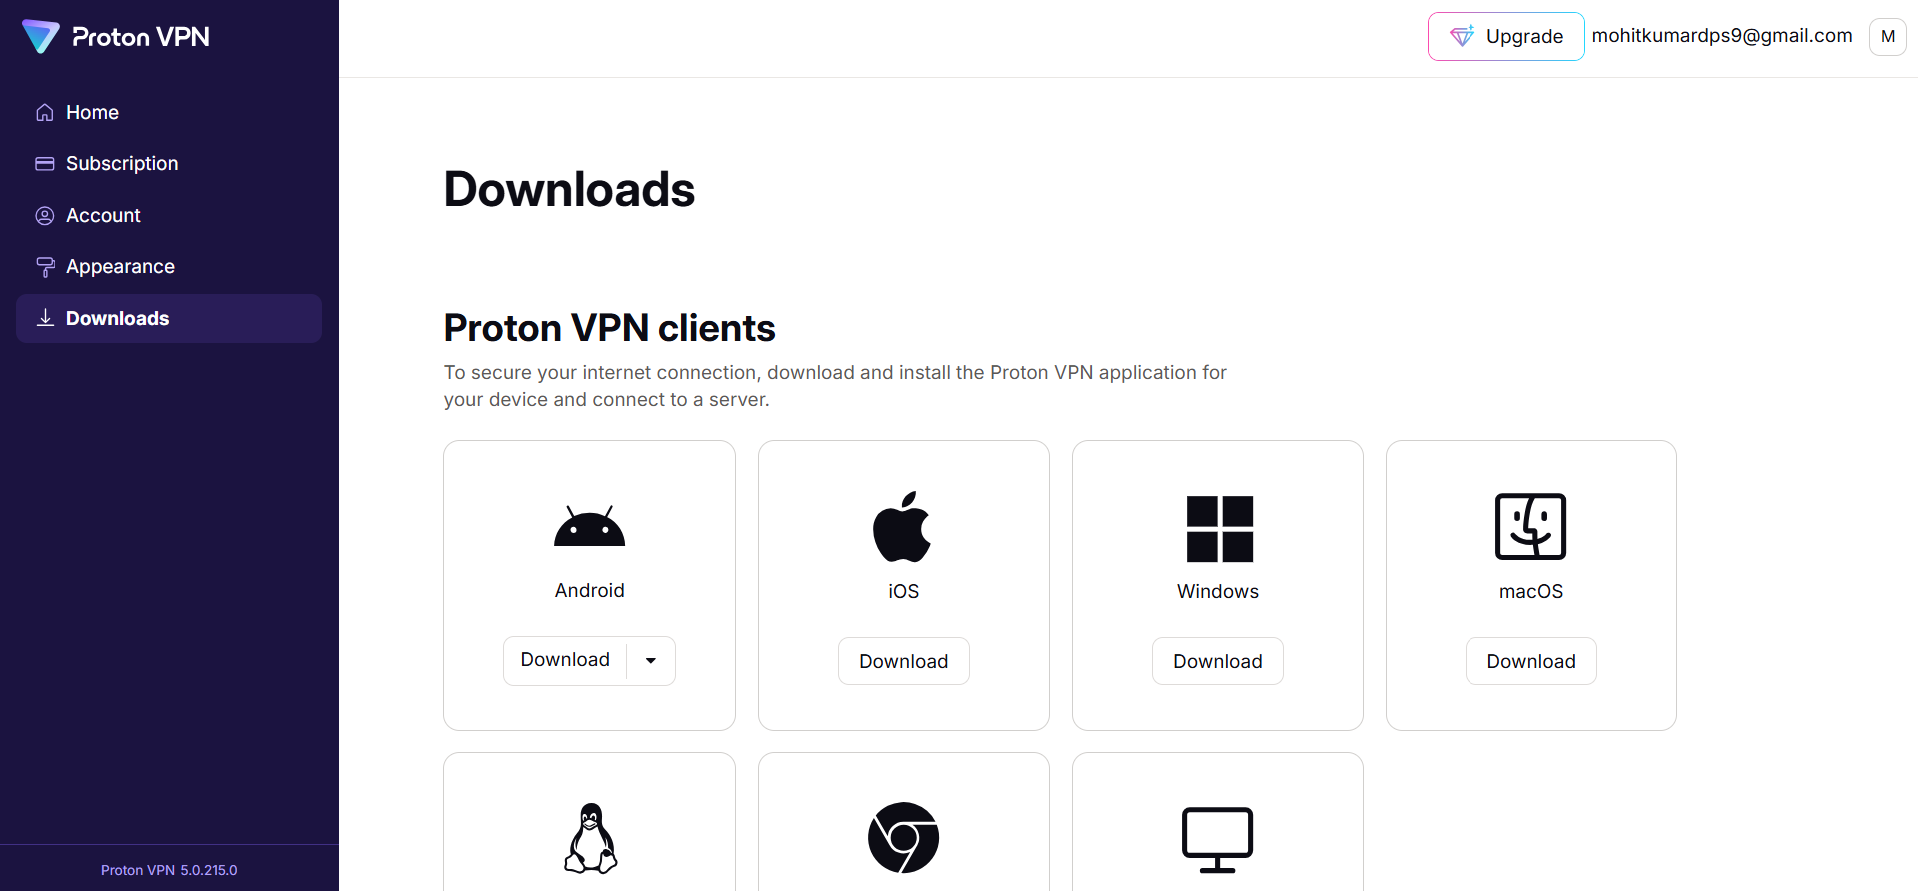 Proton VPN
Home
Subscription
Account
Appearance
Downloads
Proton VPN 5.0.215.0
Upgrade
mohitkumardps9@gmail.com
M
Downloads
Proton VPN clients
To secure your internet connection, download and install the Proton VPN application for
your device and connect to a server.
Android
Download
iOS
Download
Windows
Download
macOS
Download